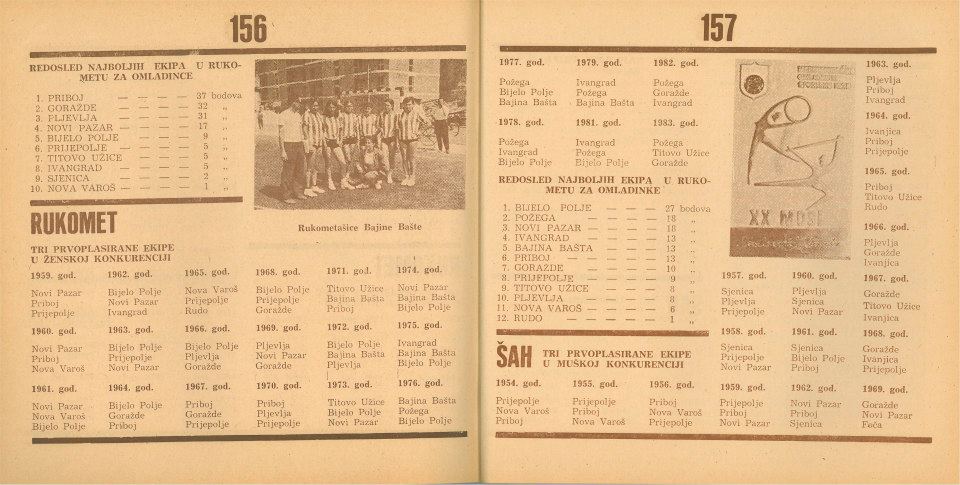 156
REDOSLED NAJBOLJIH EKIPA U RUKO-
METU ZA OMLADINCE
1. PRIBOJ — — — — 37 bodova
2. GORAŽDE — — — — 32 „
3. PLJEVLJA — — — — 31 „
4. NOVI PAZAR — — — — 17 „
5. BIJELO POLJE — — — 9 „
6. PRIJEPOLJE — — — — 5 „
7. TITOVO UŽICE — — — 5 „
8. IVANGRAD — — — — 5 „
9. SJENICA — — — — 2 „
10. NOVA VAROŠ — — — — 1 „
Rukometašice Bajine Bašte
RUKOMET
TRI PRVOPLASIRANE EKIPE
U ŽENSKOJ KONKURENCIJI
1959. god.
Novi Pazar
Priboj
Prijepolje
1960. god.
Novi Pazar
Priboj
Nova Varoš
1961. god.
Novi Pazar
Nova Varoš
Bijelo Polje
1962. god.
Bijelo Polje
Novi Pazar
Ivangrad
1963. god.
Bijelo Polje
Prijepolje
Novi Pazar
1964. god.
Bijelo Polje
Goražde
Priboj
1965. god.
Nova Varoš
Prijepolje
Rudo
1966. god.
Bijelo Polje
Pljevlja
Goražde
1967. god.
Priboj
Goražde
Prijepolje
1968. god.
Bijelo Polje
Prijepolje
Goražde
1969. god.
Pljevlja
Novi Pazar
Goražde
1970. god.
Priboj
Pljevlja
Prijepolje
1971. god.
Titovo Užice
Bajina Bašta
Priboj
1972. god.
Bijelo Polje
Bajina Bašta
Pljevlja
1973. god.
Titovo Užice
Bijelo Polje
Novi Pazar
1974. god.
Novi Pazar
Bajina Bašta
Bijelo Polje
1975. god.
Ivangrad
Bajina Bašta
Bijelo Polje
1976. god.
Bajina Bašta
Požega
Bijelo Polje
157
1977. god.
Požega
Bijelo Polje
Bajina Bašta
1978. god.
Požega
Ivangrad
Bijelo Polje
1979. god.
Ivangrad
Požega
Bajina Bašta
1981. god.
Ivangrad
Požega
Bijelo Polje
1982. god.
Požega
Goražde
Ivangrad
1983. god.
Požega
Titovo Užice
Goražde
REDOSLED NAJBOLJIH EKIPA U RUKO-
METU ZA OMLADINKE
1. BIJELO POLJE — — — 27 bodova
2. POŽEGA — — — — 18 „
3. NOVI PAZAR — — — 18 „
4. IVANGRAD — — — — 13 „
5. BAJINA BAŠTA — — — 13 „
6. PRIBOJ — — — — 13 „
7. GORAŽDE — — — — 10 „
8. PRIJEPOLJE — — — — 9 „
9. TITOVO UŽICE — — — 8 „
10. PLJEVLJA — — — — 8 „
11. NOVA VAROŠ — — — — 6 „
12. RUDO — — — — — 1 „
XX MOSI
ŠAH
TRI PRVOPLASIRANE EKIPE
U MUŠKOJ KONKURENCIJI
1954. god.
Prijepolje
Nova Varoš
Priboj
1955. god.
Prijepolje
Priboj
Nova Varoš
1956. god.
Priboj
Nova Varoš
Prijepolje
1957. god.
Sjenica
Pljevlja
Prijepolje
1958. god.
Sjenica
Prijepolje
Novi Pazar
1959. god.
Prijepolje
Priboj
Novi Pazar
1960. god.
Pljevlja
Sjenica
Novi Pazar
1961. god.
Sjenica
Bijelo Polje
Priboj
1962. god.
Pljevlja
Novi Pazar
Sjenica
1963. god.
Pljevlja
Priboj
Ivangrad
1964. god.
Ivanjica
Priboj
Prijepolje
1965. god.
Priboj
Titovo Užice
Rudo
1966. god.
Pljevlja
Goražde
Ivanjica
1967. god.
Goražde
Titovo Užice
Ivanjica
1968. god.
Goražde
Ivanjica
Prijepolje
1969. god.
Goražde
Novi Pazar
Foča